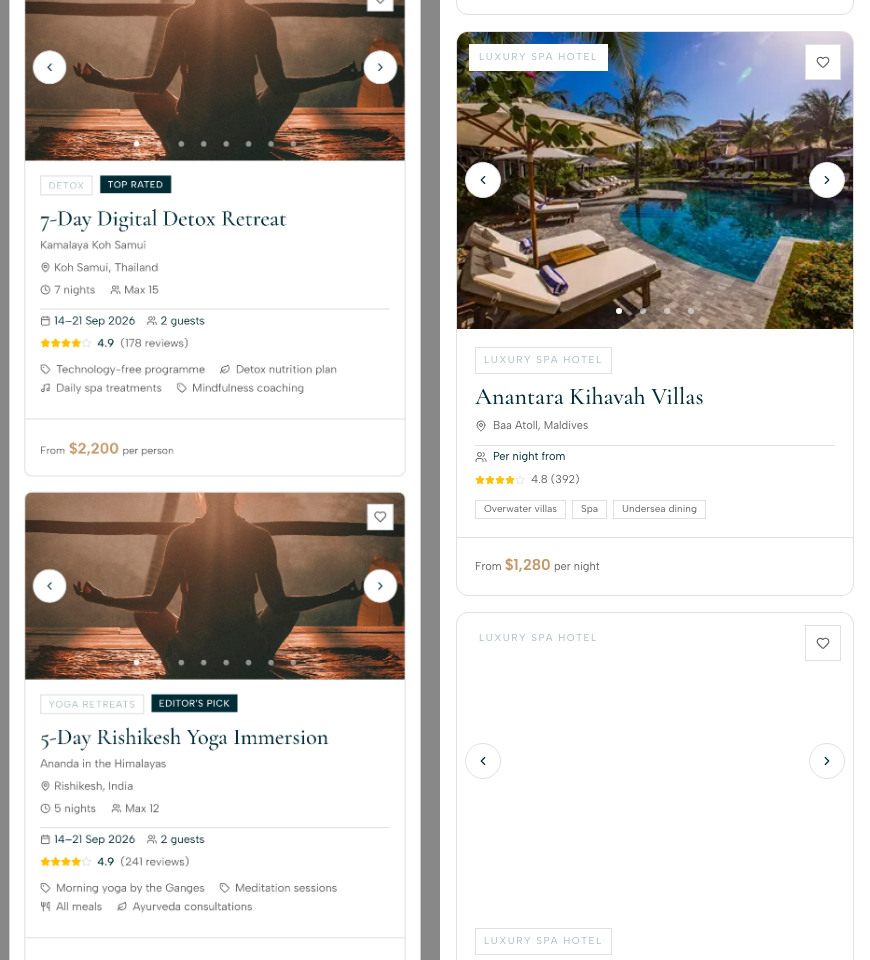 DETOX TOP RATED
7-Day Digital Detox Retreat
Kamalaya Koh Samui
Koh Samui, Thailand
7 nights Max 15
14–21 Sep 2026 2 guests
4.9 (178 reviews)
Technology-free programme Detox nutrition plan
Daily spa treatments Mindfulness coaching
From $2,200 per person
YOGA RETREATS EDITOR'S PICK
5-Day Rishikesh Yoga Immersion
Ananda in the Himalayas
Rishikesh, India
5 nights Max 12
14–21 Sep 2026 2 guests
4.9 (241 reviews)
Morning yoga by the Ganges Meditation sessions
All meals Ayurveda consultations
LUXURY SPA HOTEL
LUXURY SPA HOTEL
Anantara Kihavah Villas
Baa Atoll, Maldives
Per night from
4.8 (392)
Overwater villas Spa Undersea dining
From $1,280 per night
LUXURY SPA HOTEL
LUXURY SPA HOTEL